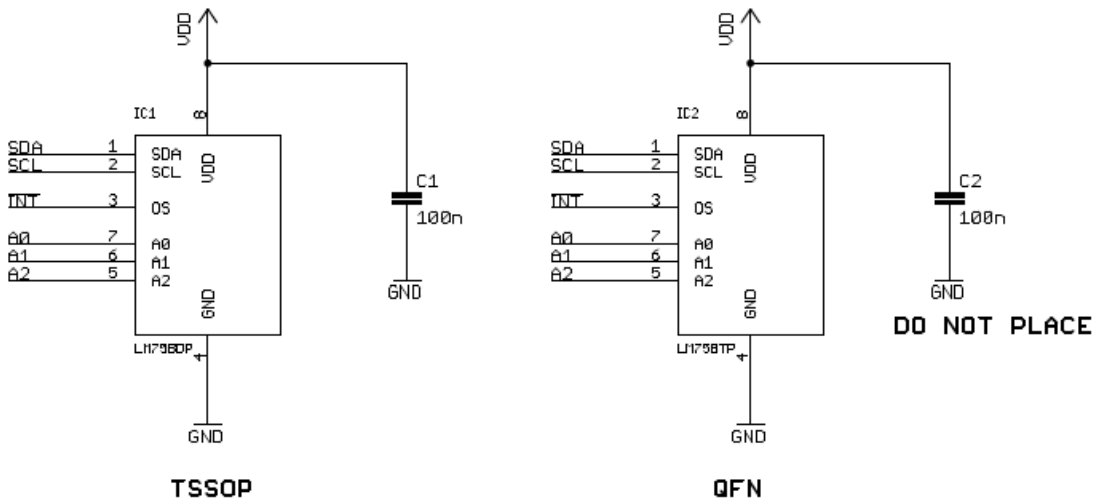 VDD
IC1
8
SDA 1 SDA
SCL 2 SCL
VDD
INT 3 OS
A0 7 A0
A1 6 A1
A2 5 A2
GND
LM75BDP
4
GND
C1
100n
GND
TSSOP
VDD
IC2
8
SDA 1 SDA
SCL 2 SCL
VDD
INT 3 OS
A0 7 A0
A1 6 A1
A2 5 A2
GND
LM75BTP
4
GND
C2
100n
GND
DO NOT PLACE
QFN